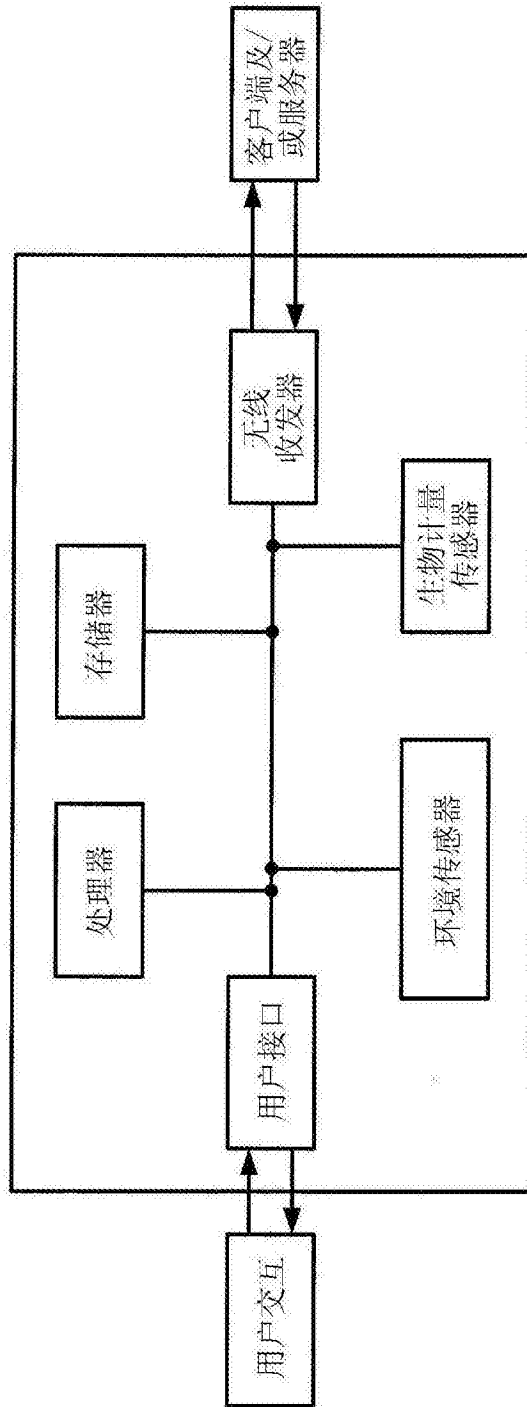 处理器
存储器
用户交互
用户接口
无线
收发器
客户端及/
或服务器
环境传感器
生物计量
传感器